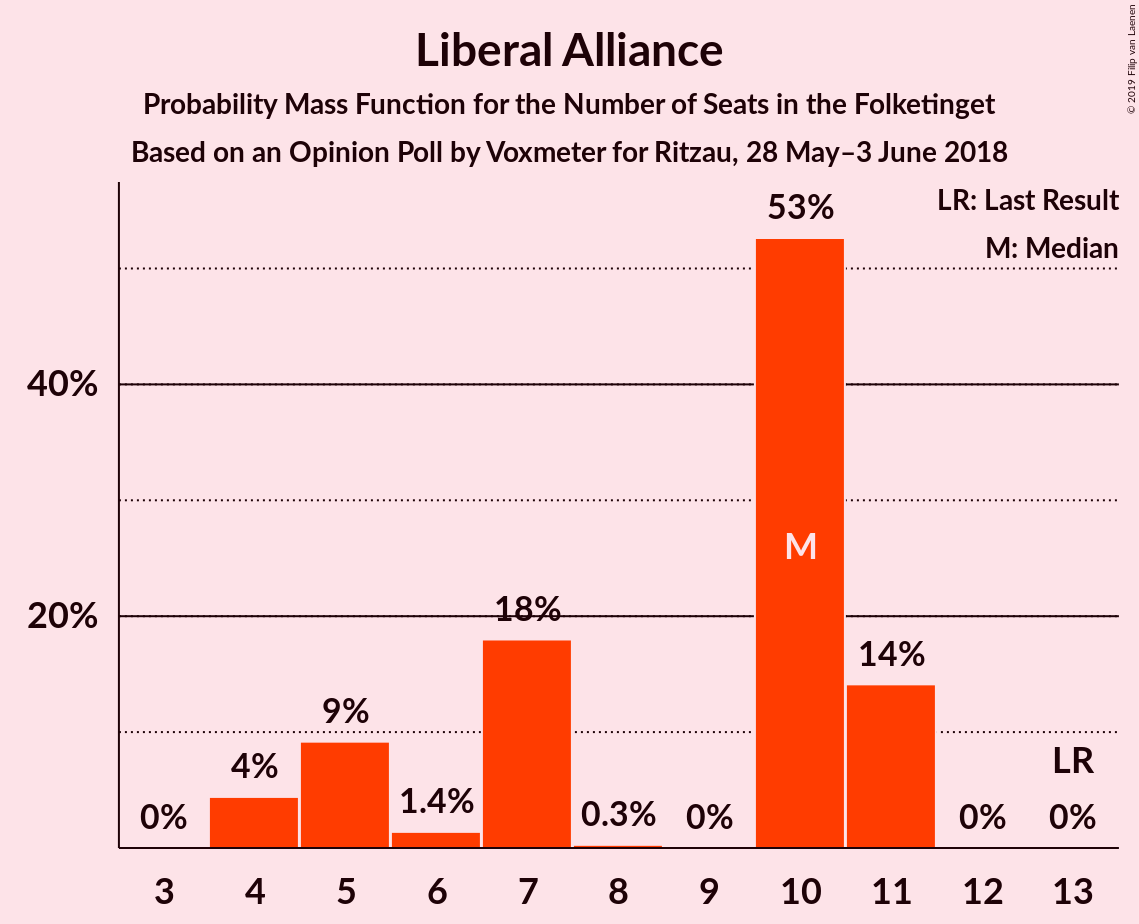 Liberal Alliance
Probability Mass Function for the Number of Seats in the Folketinget
Based on an Opinion Poll by Voxmeter for Ritzau, 28 May–3 June 2018
© 2019 Filip van Laenen
LR: Last Result
M: Median
40%
20%
0%
4%
9%
1.4%
18%
0.3%
0%
53%
M
14%
0%
LR
0%
3 4 5 6 7 8 9 10 11 12 13